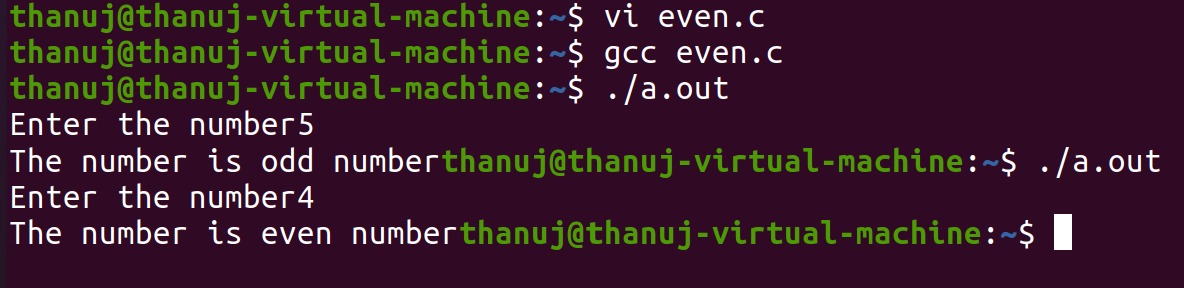 thanuj@thanuj-virtual-machine:~$ vi even.c
thanuj@thanuj-virtual-machine:~$ gcc even.c
thanuj@thanuj-virtual-machine:~$ ./a.out
Enter the number5
The number is odd numberthanuj@thanuj-virtual-machine:~$ ./a.out
Enter the number4
The number is even numberthanuj@thanuj-virtual-machine:~$